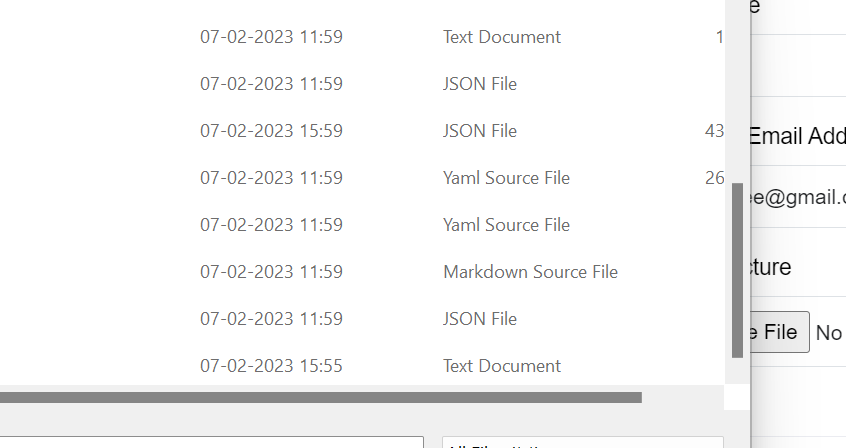 e
07-02-2023 11:59 Text Document 1
07-02-2023 11:59 JSON File
07-02-2023 15:59 JSON File 43
Email Add
07-02-2023 11:59 Yaml Source File 26
ee@gmail.c
07-02-2023 11:59 Yaml Source File
07-02-2023 11:59 Markdown Source File
cture
07-02-2023 11:59 JSON File
e File No
07-02-2023 15:55 Text Document